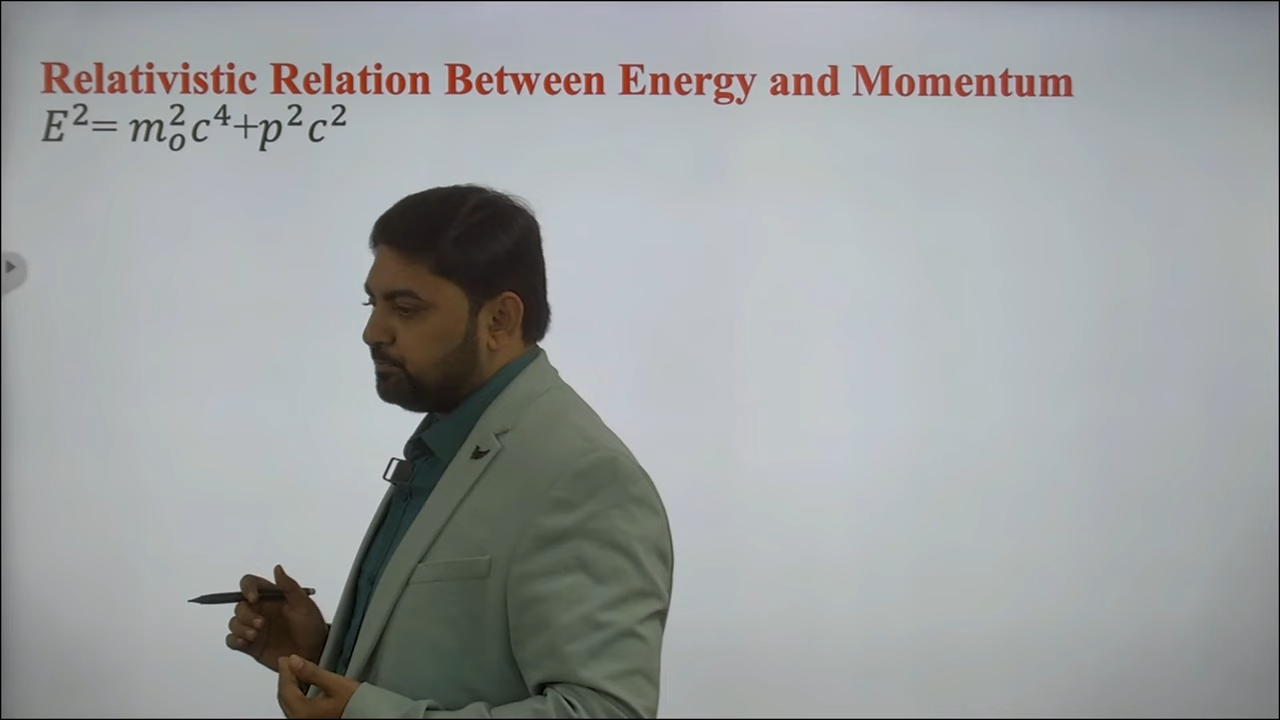 Relativistic Relation Between Energy and Momentum
E²= m₀²c⁴+p²c²